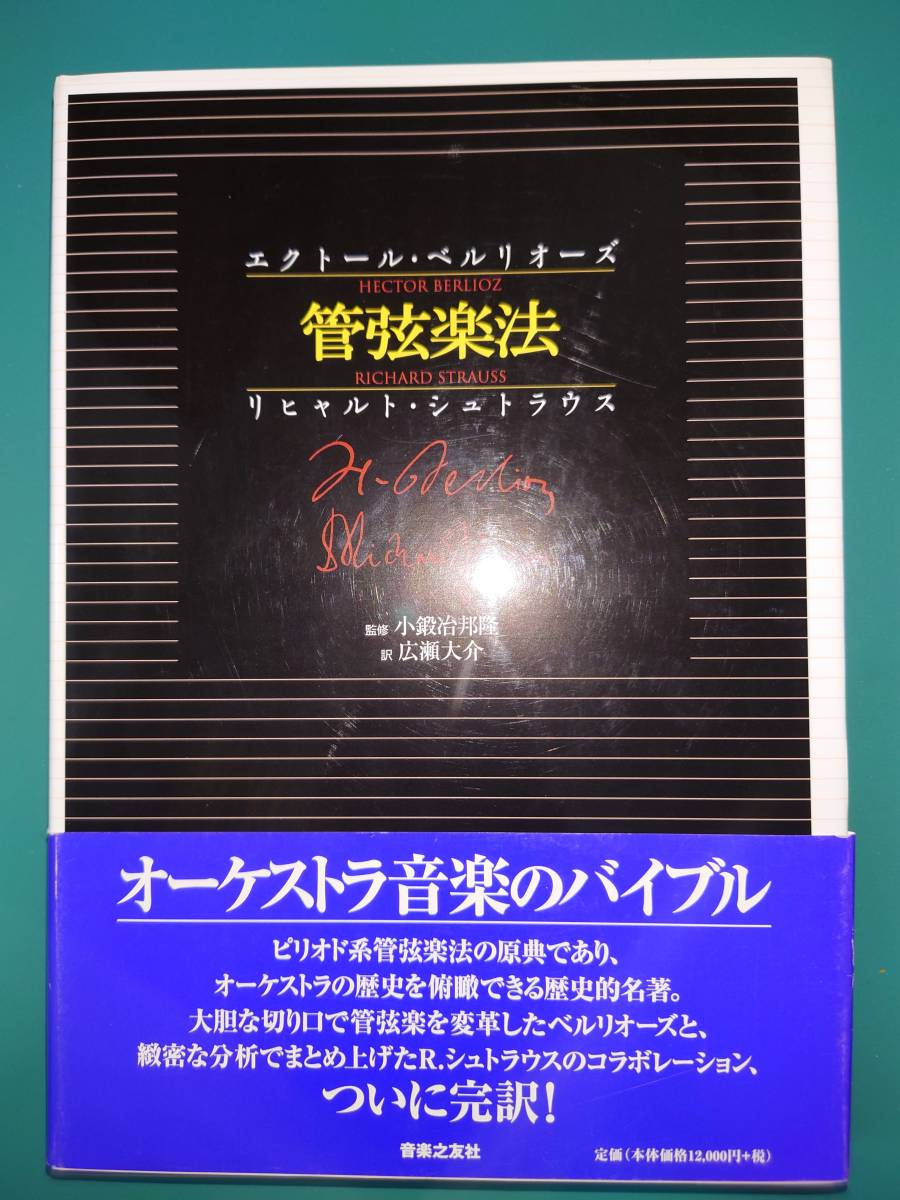 エクトール・ベルリオーズ
HECTOR BERLIOZ
管弦楽法
RICHARD STRAUSS
リヒャルト・シュトラウス
H. Berlioz
監修 小鍛冶邦隆
訳 広瀬大介
オーケストラ音楽のバイブル
ピリオド系管弦楽法の原典であり、
オーケストラの歴史を俯瞰できる歴史的名著。
大胆な切り口で管弦楽を変革したベルリオーズと、
緻密な分析でまとめ上げたR.シュトラウスのコラボレーション、
ついに完訳!
音楽之友社
定価(本体価格12,000円+税)